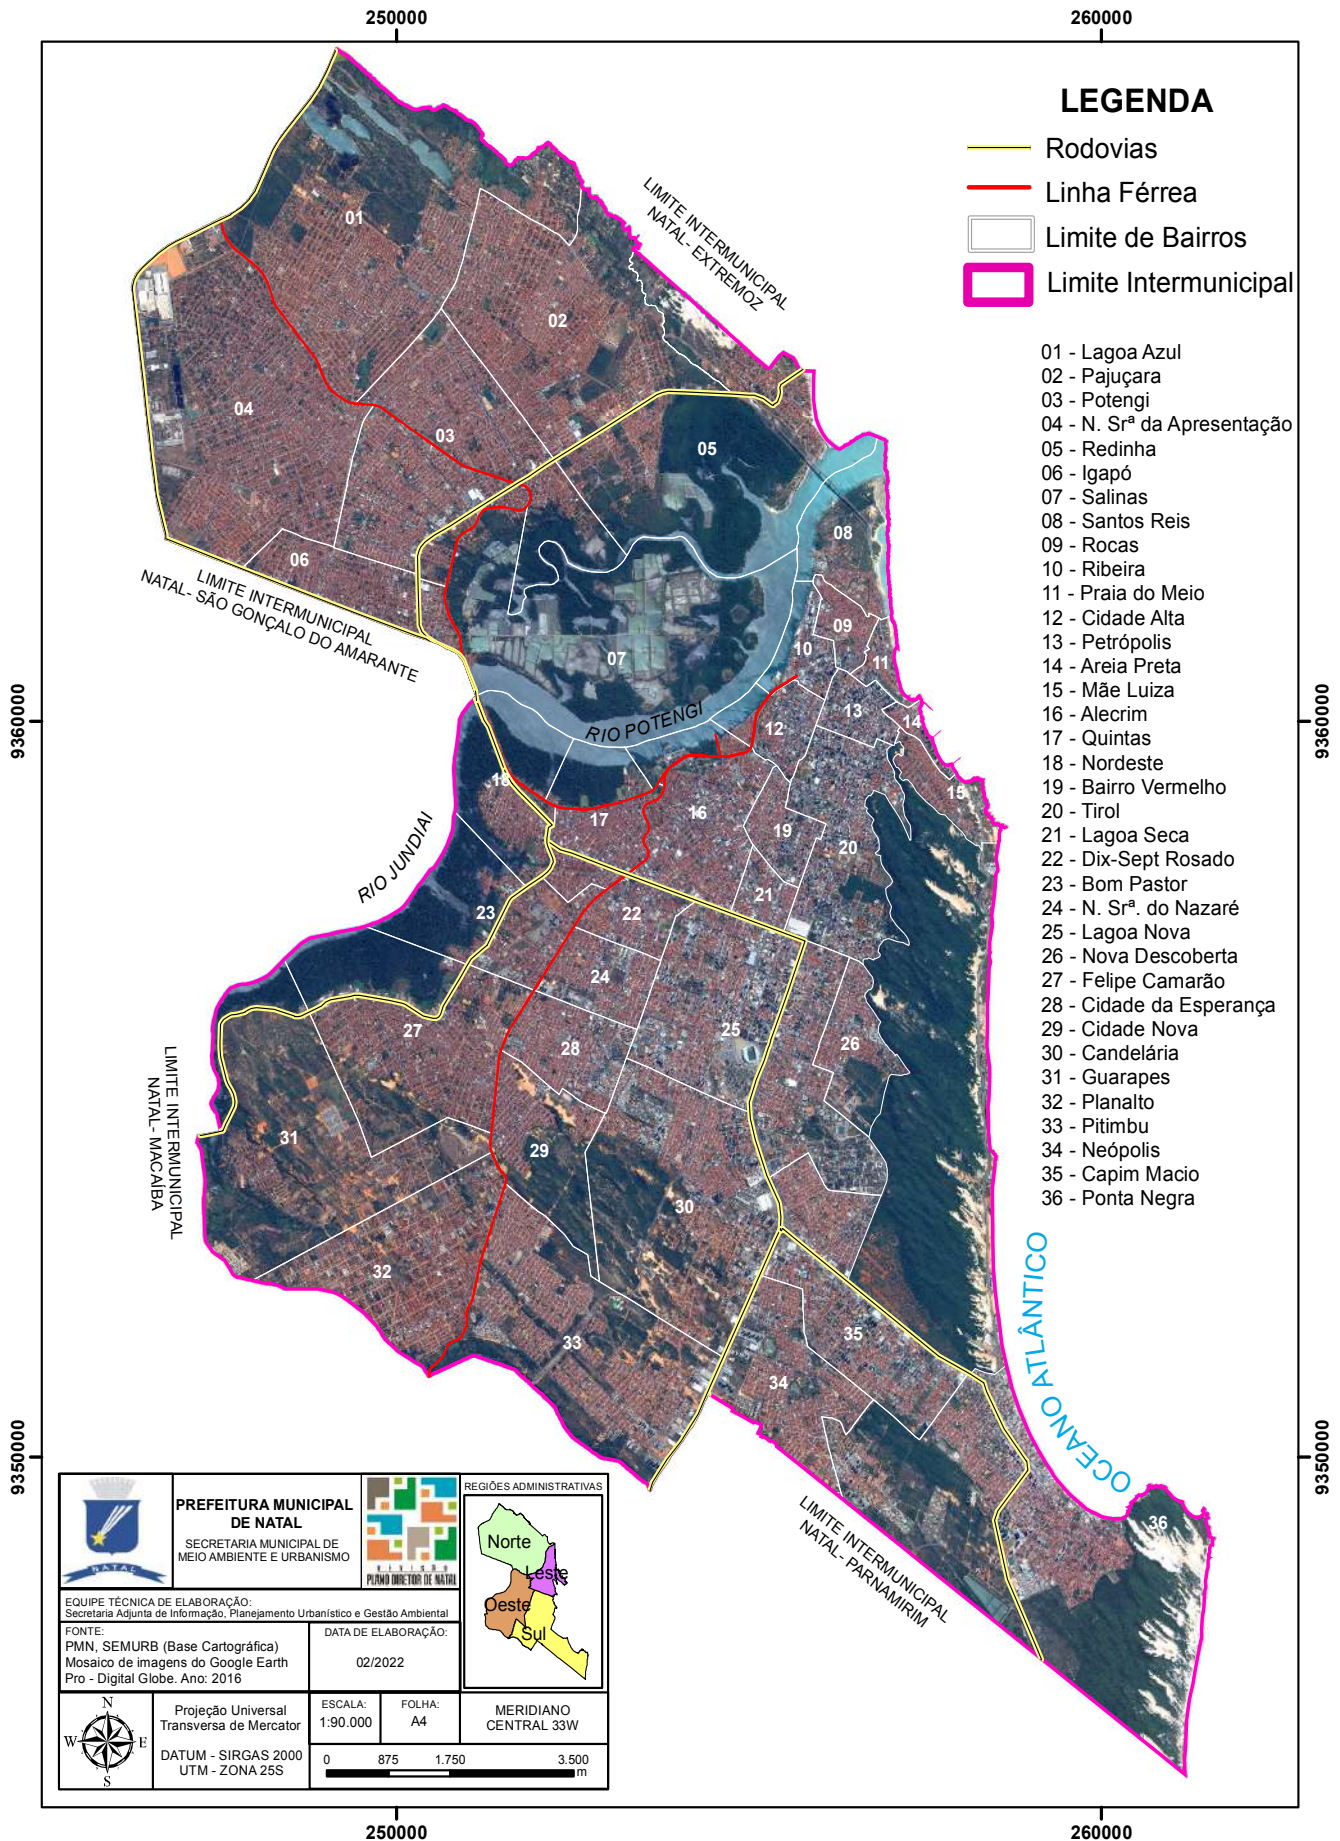 250000
260000
LEGENDA
Rodovias
Linha Férrea
Limite de Bairros
Limite Intermunicipal
01 - Lagoa Azul
02 - Pajuçara
03 - Potengi
04 - N. Srª da Apresentação
05 - Redinha
06 - Igapó
07 - Salinas
08 - Santos Reis
09 - Rocas
10 - Ribeira
11 - Praia do Meio
12 - Cidade Alta
13 - Petrópolis
14 - Areia Preta
15 - Mãe Luiza
16 - Alecrim
17 - Quintas
18 - Nordeste
19 - Bairro Vermelho
20 - Tirol
21 - Lagoa Seca
22 - Dix-Sept Rosado
23 - Bom Pastor
24 - N. Srª. do Nazaré
25 - Lagoa Nova
26 - Nova Descoberta
27 - Felipe Camarão
28 - Cidade da Esperança
29 - Cidade Nova
30 - Candelária
31 - Guarapes
32 - Planalto
33 - Pitimbu
34 - Neópolis
35 - Capim Macio
36 - Ponta Negra
LIMITE INTERMUNICIPAL
NATAL- EXTREMOZ
01
02
03
04
05
06
07
08
09
10
11
12
13
14
15
16
17
18
19
20
21
22
23
24
25
26
27
28
29
30
31
32
33
34
35
36
LIMITE INTERMUNICIPAL
NATAL- SÃO GONÇALO DO AMARANTE
RIO POTENGI
RIO JUNDIAI
9360000
9360000
LIMITE INTERMUNICIPAL
NATAL- MACAÍBA
OCEANO ATLÂNTICO
LIMITE INTERMUNICIPAL
NATAL- PARNAMIRIM
9350000
9350000
NATAL
PREFEITURA MUNICIPAL
DE NATAL
SECRETARIA MUNICIPAL DE
MEIO AMBIENTE E URBANISMO
REVISÃO
PLANO DIRETOR DE NATAL
REGIÕES ADMINISTRATIVAS
Norte
Leste
Oeste
Sul
EQUIPE TÉCNICA DE ELABORAÇÃO:
Secretaria Adjunta de Informação, Planejamento Urbanístico e Gestão Ambiental
FONTE:
PMN, SEMURB (Base Cartográfica)
Mosaico de imagens do Google Earth
Pro - Digital Globe. Ano: 2016
DATA DE ELABORAÇÃO:
02/2022
N
W
E
S
Projeção Universal
Transversa de Mercator
DATUM - SIRGAS 2000
UTM - ZONA 25S
ESCALA:
1:90.000
FOLHA:
A4
MERIDIANO
CENTRAL 33W
0 875 1.750 3.500
m
250000
260000